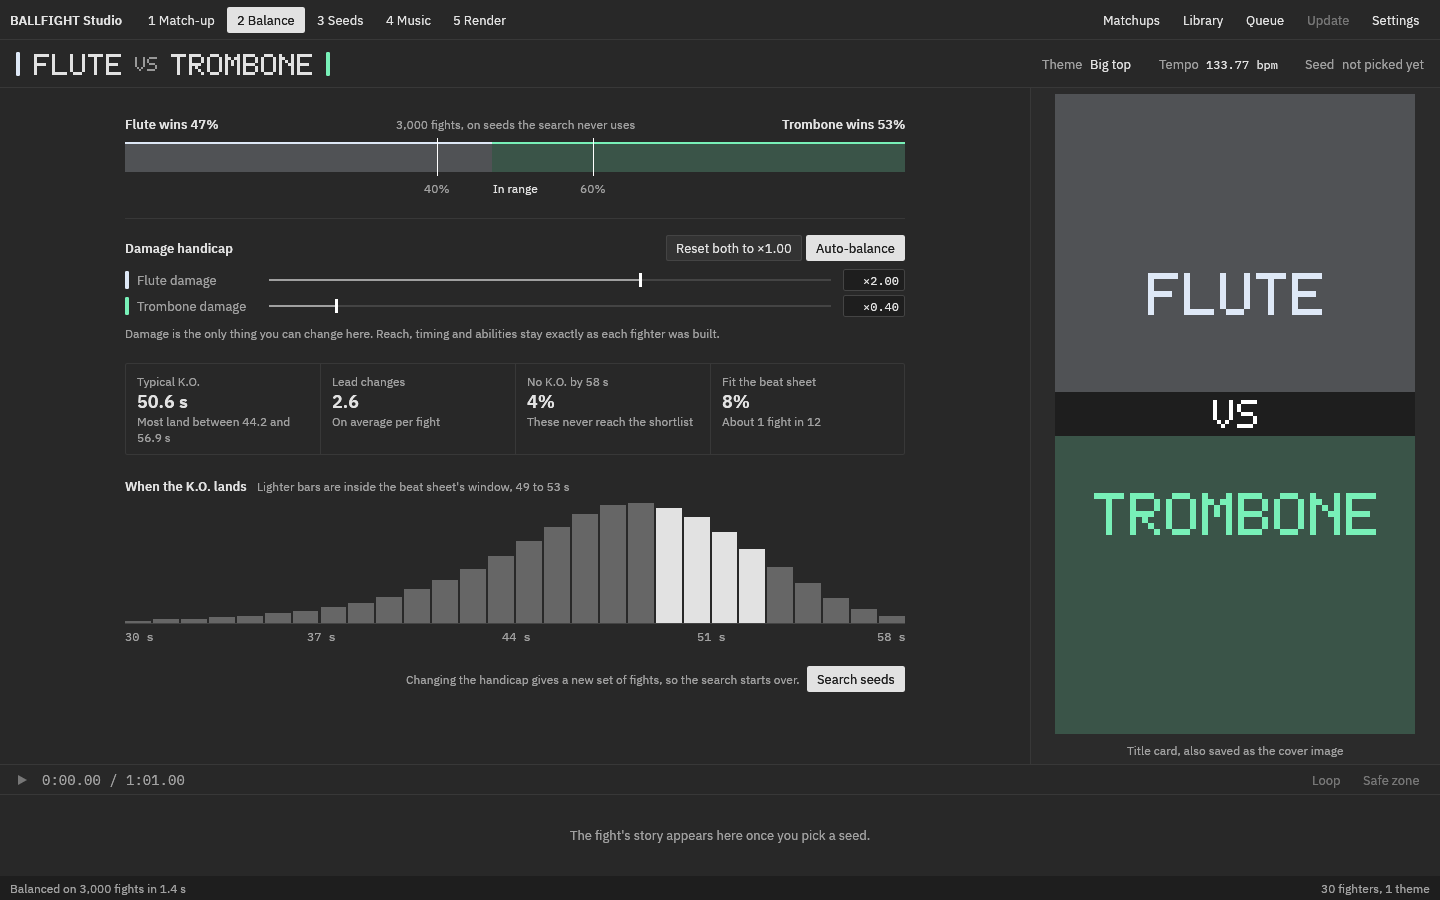 BALLFIGHT Studio 1 Match-up 2 Balance 3 Seeds 4 Music 5 Render Matchups Library Queue Update Settings
FLUTE VS TROMBONE Theme Big top Tempo 133.77 bpm Seed not picked yet
Flute wins 47% 3,000 fights, on seeds the search never uses Trombone wins 53%
40% In range 60%
Damage handicap Reset both to ×1.00 Auto-balance
Flute damage ×2.00
Trombone damage ×0.40
Damage is the only thing you can change here. Reach, timing and abilities stay exactly as each fighter was built.
Typical K.O. Lead changes No K.O. by 58 s Fit the beat sheet
50.6 s 2.6 4% 8%
Most land between 44.2 and On average per fight These never reach the shortlist About 1 fight in 12
56.9 s
When the K.O. lands Lighter bars are inside the beat sheet's window, 49 to 53 s
30 s 37 s 44 s 51 s 58 s
Changing the handicap gives a new set of fights, so the search starts over. Search seeds
FLUTE
VS
TROMBONE
Title card, also saved as the cover image
0:00.00 / 1:01.00 Loop Safe zone
The fight's story appears here once you pick a seed.
Balanced on 3,000 fights in 1.4 s 30 fighters, 1 theme